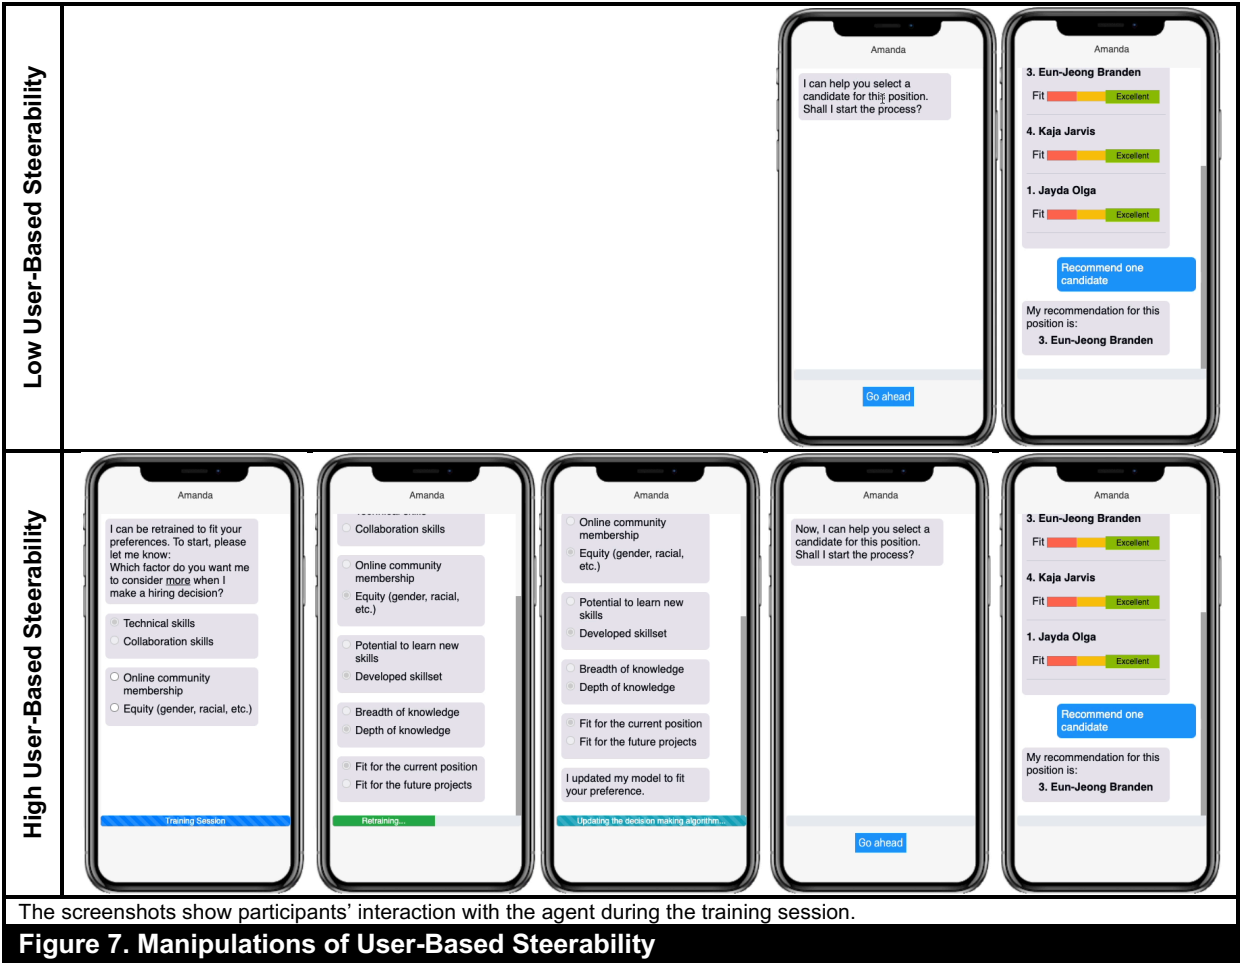 Low User-Based Steerability
Amanda
I can help you select a
candidate for this position.
Shall I start the process?
Go ahead
Amanda
3. Eun-Jeong Branden
Fit Excellent
4. Kaja Jarvis
Fit Excellent
1. Jayda Olga
Fit Excellent
Recommend one
candidate
My recommendation for this
position is:
3. Eun-Jeong Branden
High User-Based Steerability
Amanda
I can be retrained to fit your
preferences. To start, please
let me know:
Which factor do you want me
to consider more when I
make a hiring decision?
Technical skills
Collaboration skills
Online community
membership
Equity (gender, racial, etc.)
Training Session
Amanda
Collaboration skills
Online community
membership
Equity (gender, racial,
etc.)
Potential to learn new
skills
Developed skillset
Breadth of knowledge
Depth of knowledge
Fit for the current position
Fit for the future projects
Retraining...
Amanda
Online community
membership
Equity (gender, racial,
etc.)
Potential to learn new
skills
Developed skillset
Breadth of knowledge
Depth of knowledge
Fit for the current position
Fit for the future projects
I updated my model to fit
your preference.
Updating the decision making algorithm...
Amanda
Now, I can help you select a
candidate for this position.
Shall I start the process?
Go ahead
Amanda
3. Eun-Jeong Branden
Fit Excellent
4. Kaja Jarvis
Fit Excellent
1. Jayda Olga
Fit Excellent
Recommend one
candidate
My recommendation for this
position is:
3. Eun-Jeong Branden
The screenshots show participants’ interaction with the agent during the training session.
Figure 7. Manipulations of User-Based Steerability